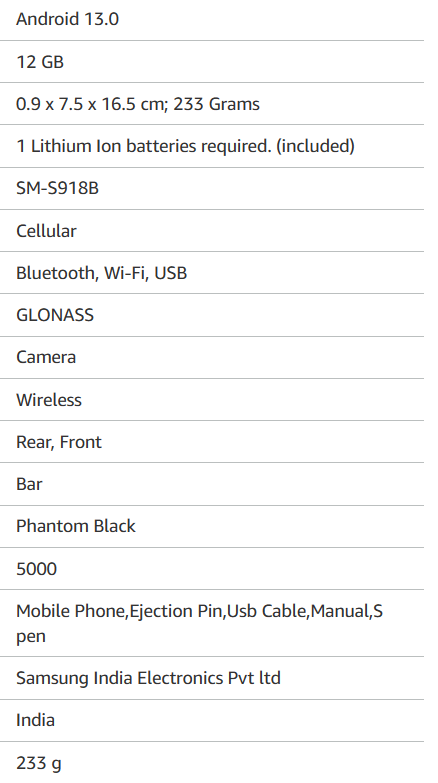 Android 13.0
12 GB
0.9 x 7.5 x 16.5 cm; 233 Grams
1 Lithium Ion batteries required. (included)
SM-S918B
Cellular
Bluetooth, Wi-Fi, USB
GLONASS
Camera
Wireless
Rear, Front
Bar
Phantom Black
5000
Mobile Phone,Ejection Pin,Usb Cable,Manual,S
pen
Samsung India Electronics Pvt ltd
India
233 g